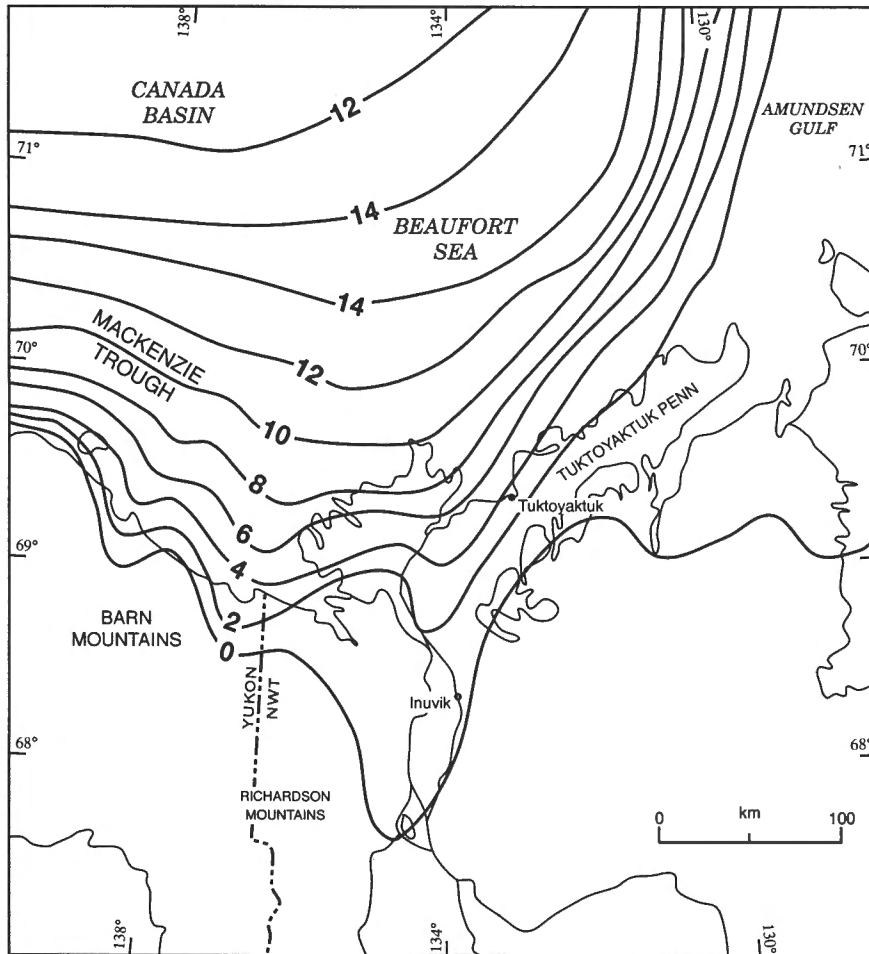 138°
134°
130°
CANADA
BASIN
12
AMUNDSEN
GULF
71°
71°
14
BEAUFORT
SEA
14
MACKENZIE
TROUGH
70°
70°
12
10
TUKTOYAKTUK PENN
8
Tuktoyaktuk
6
69°
4
2
BARN
MOUNTAINS
0
YUKON
NWT
Inuvik
68°
68°
RICHARDSON
MOUNTAINS
0 km 100
138°
134°
130°